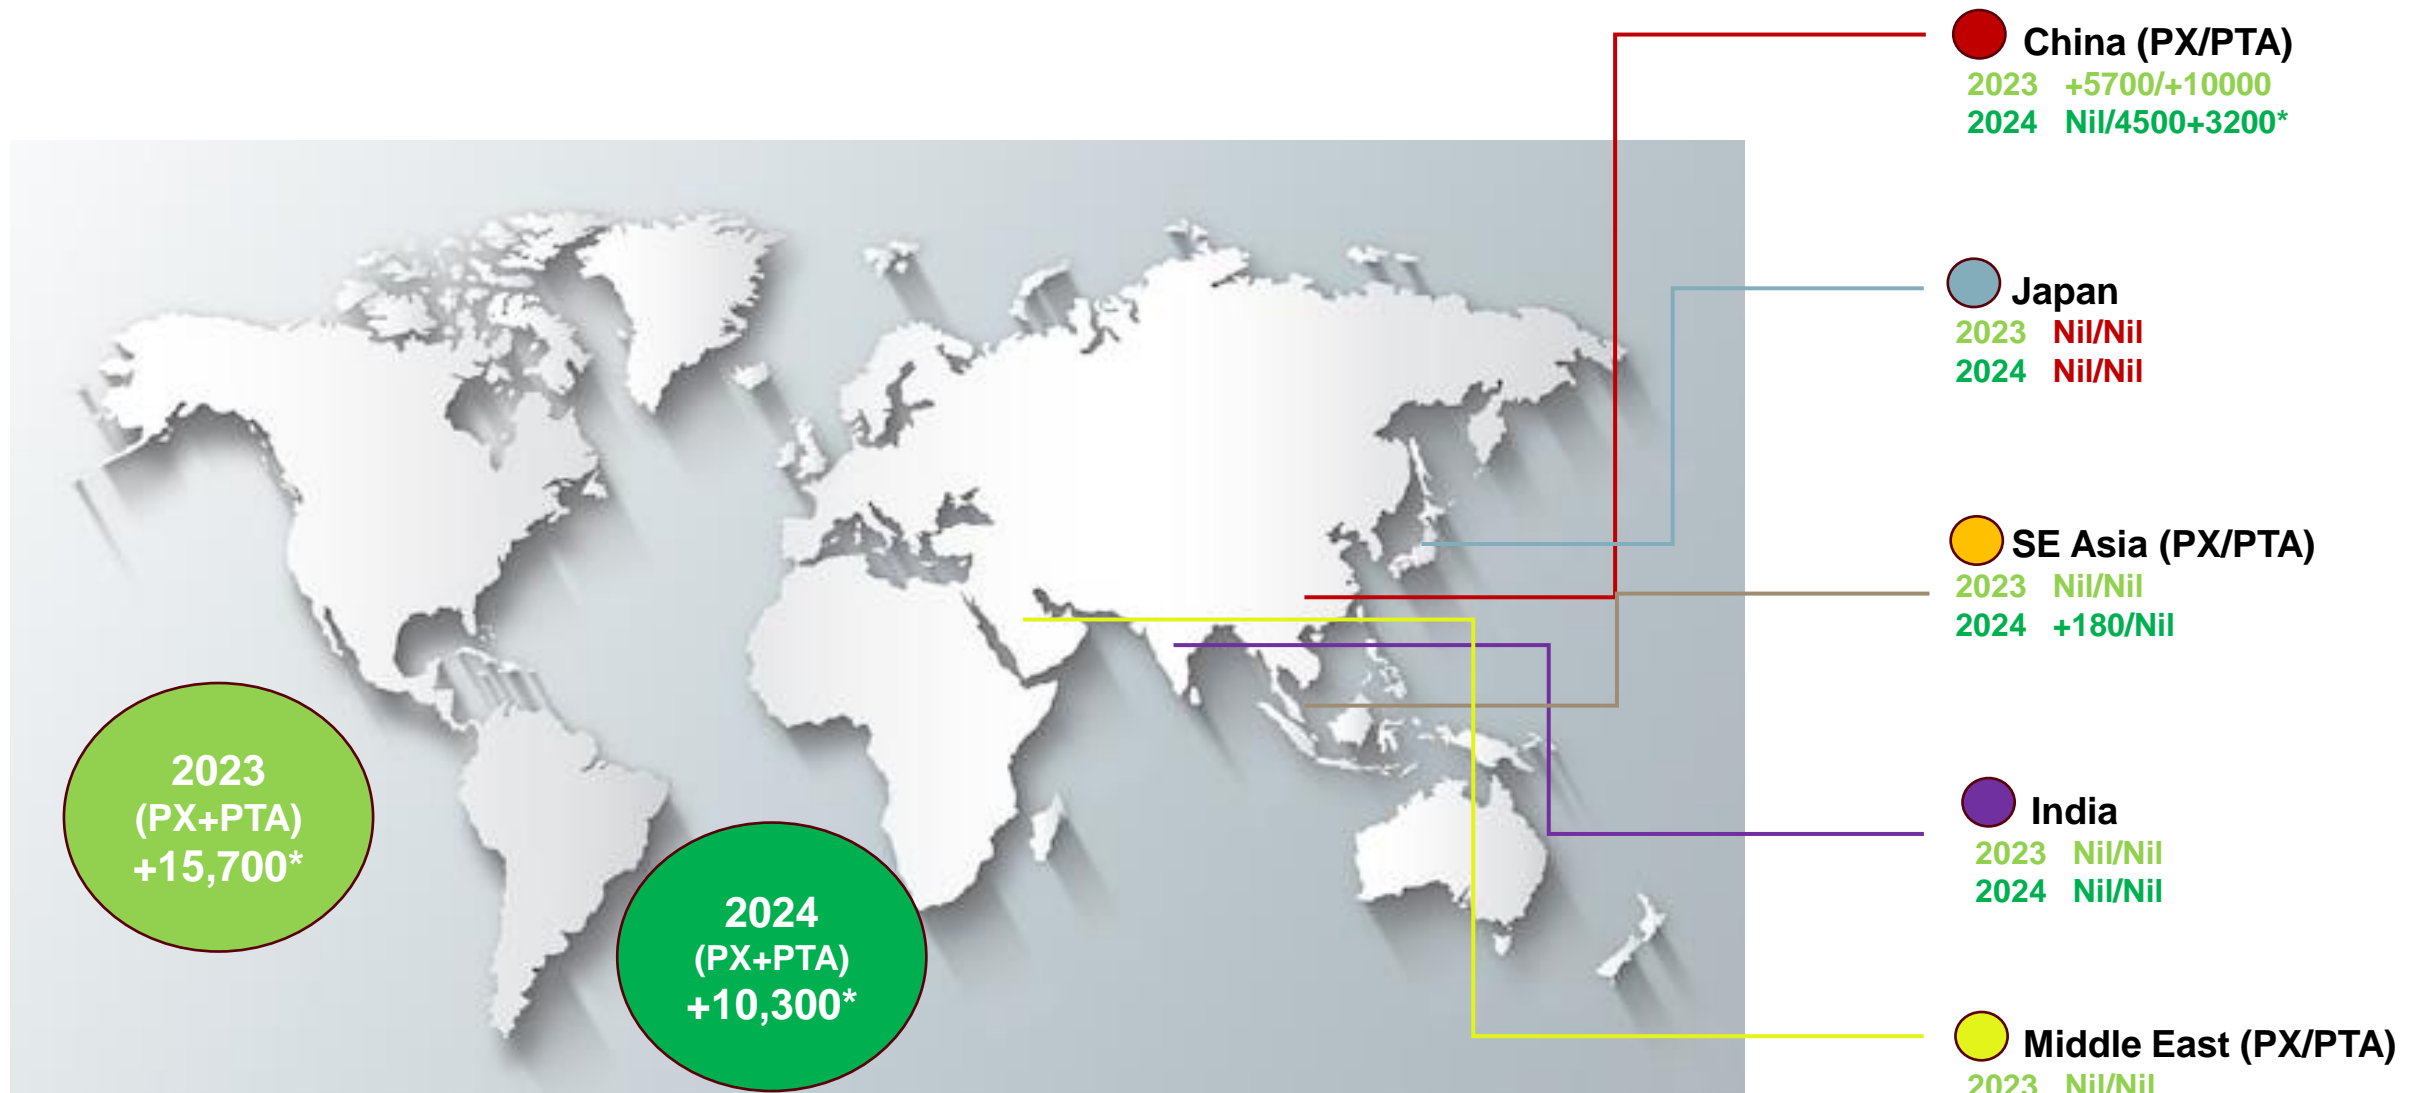 China (PX/PTA)
2023 +5700/+10000
2024 Nil/4500+3200*
Japan
2023 Nil/Nil
2024 Nil/Nil
SE Asia (PX/PTA)
2023 Nil/Nil
2024 +180/Nil
India
2023 Nil/Nil
2024 Nil/Nil
Middle East (PX/PTA)
2023 Nil/Nil
2023
(PX+PTA)
+15,700*
2024
(PX+PTA)
+10,300*